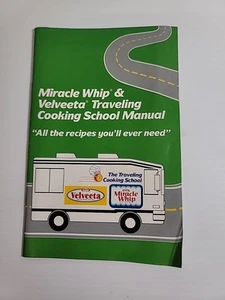 Miracle Whip® &
Velveeta® Traveling
Cooking School Manual
"All the recipes you'll ever need"
The Traveling
Cooking School
Velveeta
Miracle
Whip